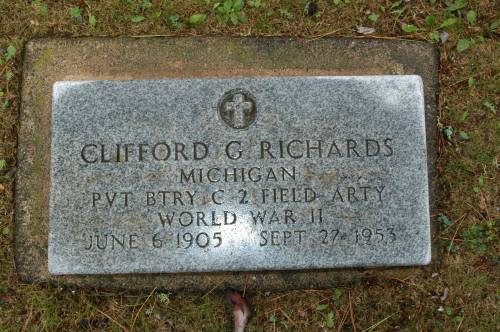 CLIFFORD G RICHARDS
MICHIGAN
PVT BTRY C 2 FIELD ARTY
WORLD WAR II
JUNE 6 1905 SEPT 27 1953